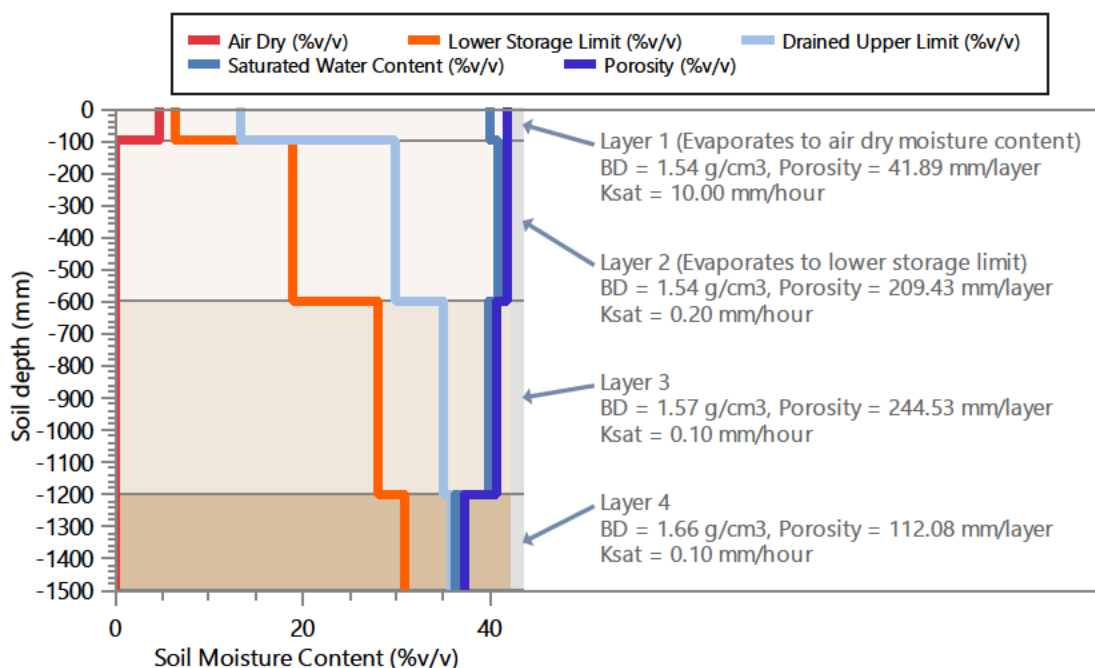 Air Dry (%v/v) Lower Storage Limit (%v/v) Drained Upper Limit (%v/v)
Saturated Water Content (%v/v) Porosity (%v/v)
0
-100
-200
-300
-400
-500
-600
-700
-800
-900
-1000
-1100
-1200
-1300
-1400
-1500
Soil depth (mm)
0 20 40
Soil Moisture Content (%v/v)
Layer 1 (Evaporates to air dry moisture content)
BD = 1.54 g/cm3, Porosity = 41.89 mm/layer
Ksat = 10.00 mm/hour
Layer 2 (Evaporates to lower storage limit)
BD = 1.54 g/cm3, Porosity = 209.43 mm/layer
Ksat = 0.20 mm/hour
Layer 3
BD = 1.57 g/cm3, Porosity = 244.53 mm/layer
Ksat = 0.10 mm/hour
Layer 4
BD = 1.66 g/cm3, Porosity = 112.08 mm/layer
Ksat = 0.10 mm/hour